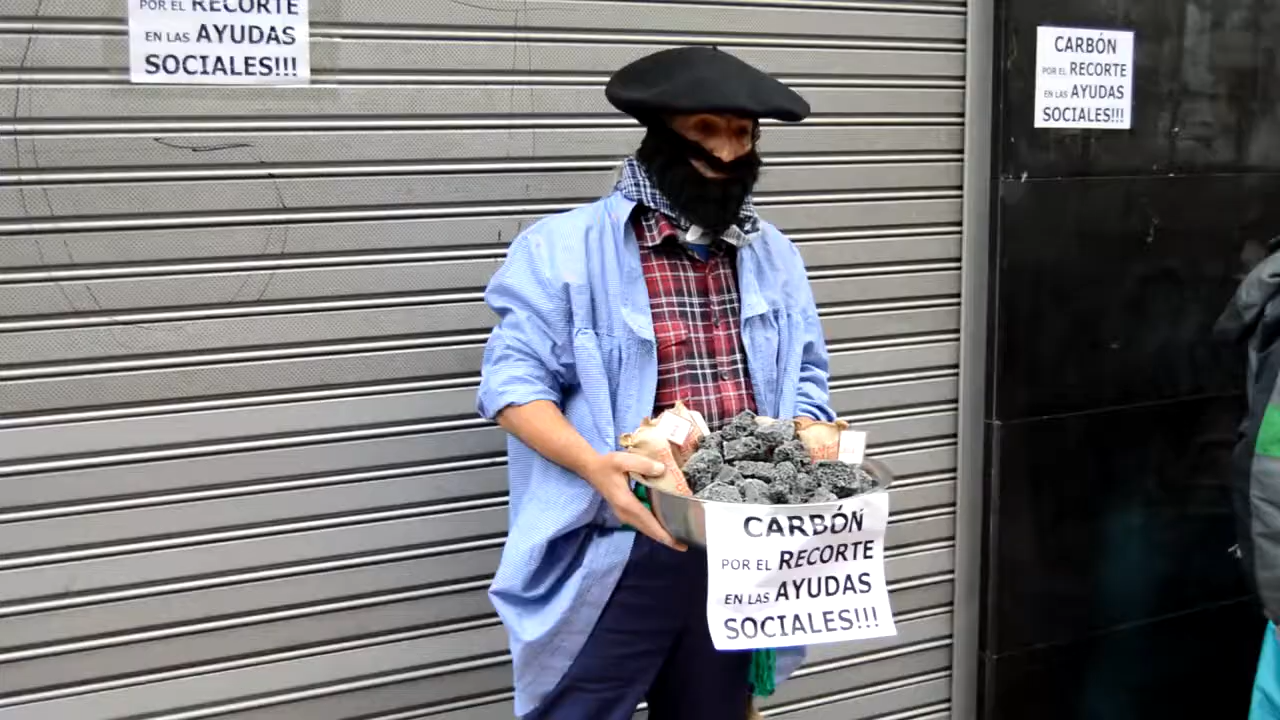 POR EL RECORTE
EN LAS AYUDAS
SOCIALES!!!
CARBÓN
POR EL RECORTE
EN LAS AYUDAS
SOCIALES!!!
CARBÓN
POR EL RECORTE
EN LAS AYUDAS
SOCIALES!!!